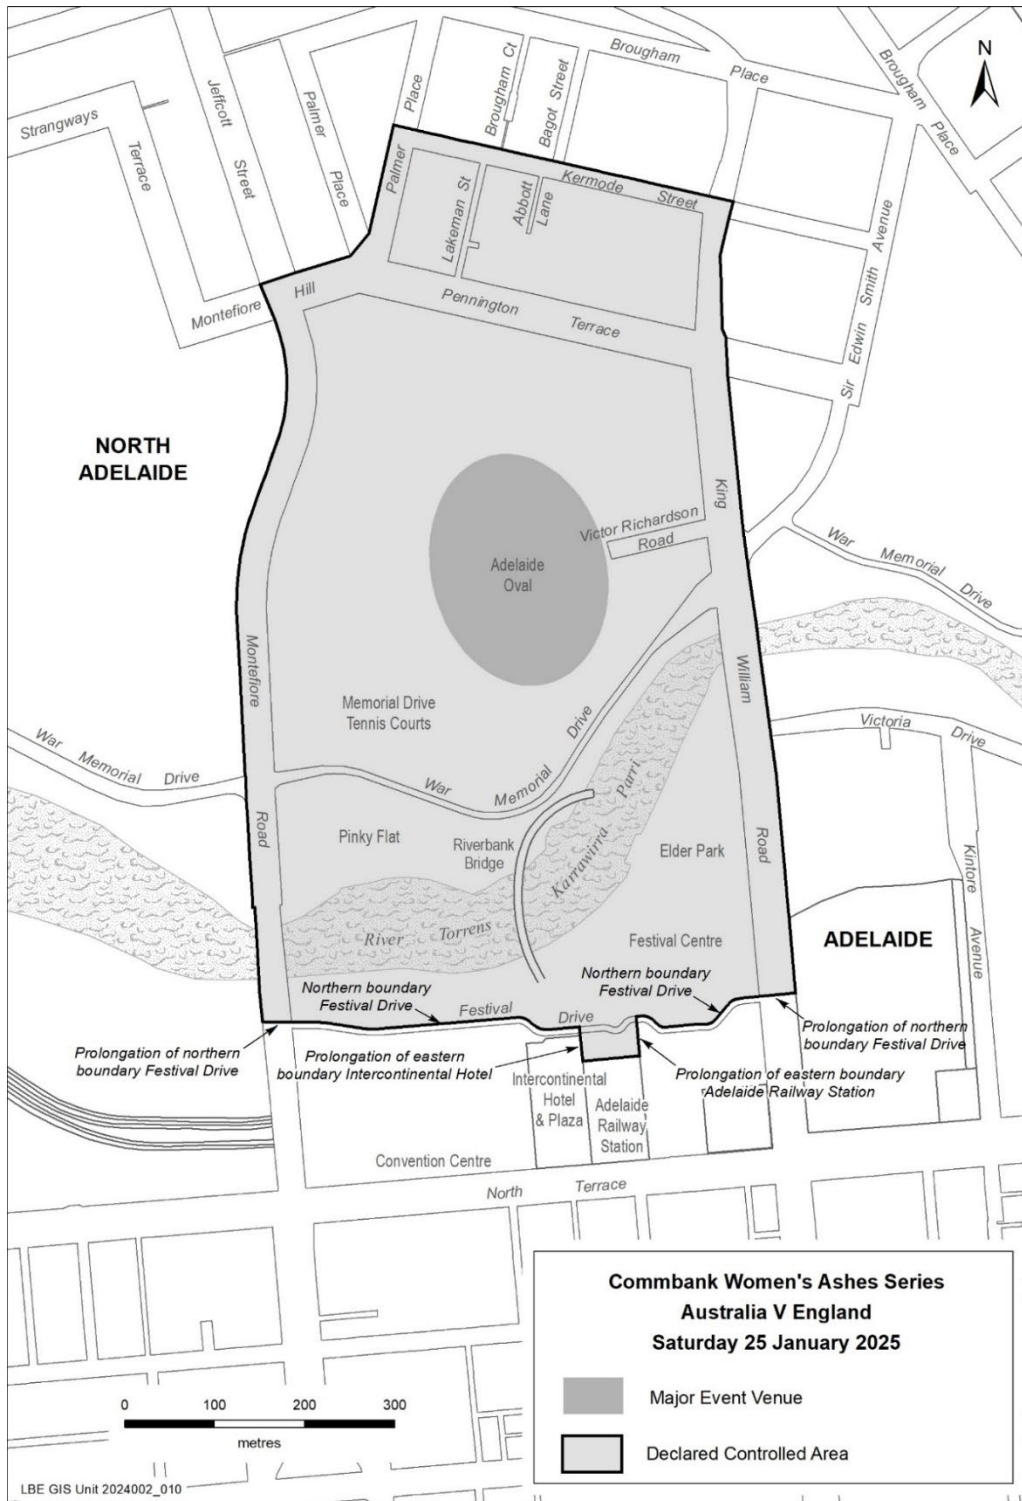 N
Brougham Place
Brougham Place
Brougham Ct
Bagot Street
Place
Palmer
Jeffcott
Street
Palmer
Place
Strangways
Terrace
Kermode
Street
Lakeman St
Abbott
Lane
Montefiore Hill
Pennington Terrace
Sir Edwin Smith Avenue
NORTH
ADELAIDE
King
Victor Richardson
Road
Adelaide
Oval
War Memorial Drive
Montefiore
William
Memorial Drive
Tennis Courts
War Memorial Drive
War Memorial Drive
Victoria Drive
Road
Pinky Flat
Riverbank
Bridge
Karrawirra Parri
Elder Park
Road
Kintore
Avenue
River Torrens
Festival Centre
ADELAIDE
Northern boundary
Festival Drive
Northern boundary
Festival Drive
Festival Drive
Prolongation of northern
boundary Festival Drive
Prolongation of eastern
boundary Intercontinental Hotel
Prolongation of northern
boundary Festival Drive
Prolongation of eastern boundary
Adelaide Railway Station
Intercontinental
Hotel
& Plaza
Adelaide
Railway
Station
Convention Centre
North Terrace
Commbank Women's Ashes Series
Australia V England
Saturday 25 January 2025
Major Event Venue
Declared Controlled Area
0 100 200 300
metres
LBE GIS Unit 2024002_010